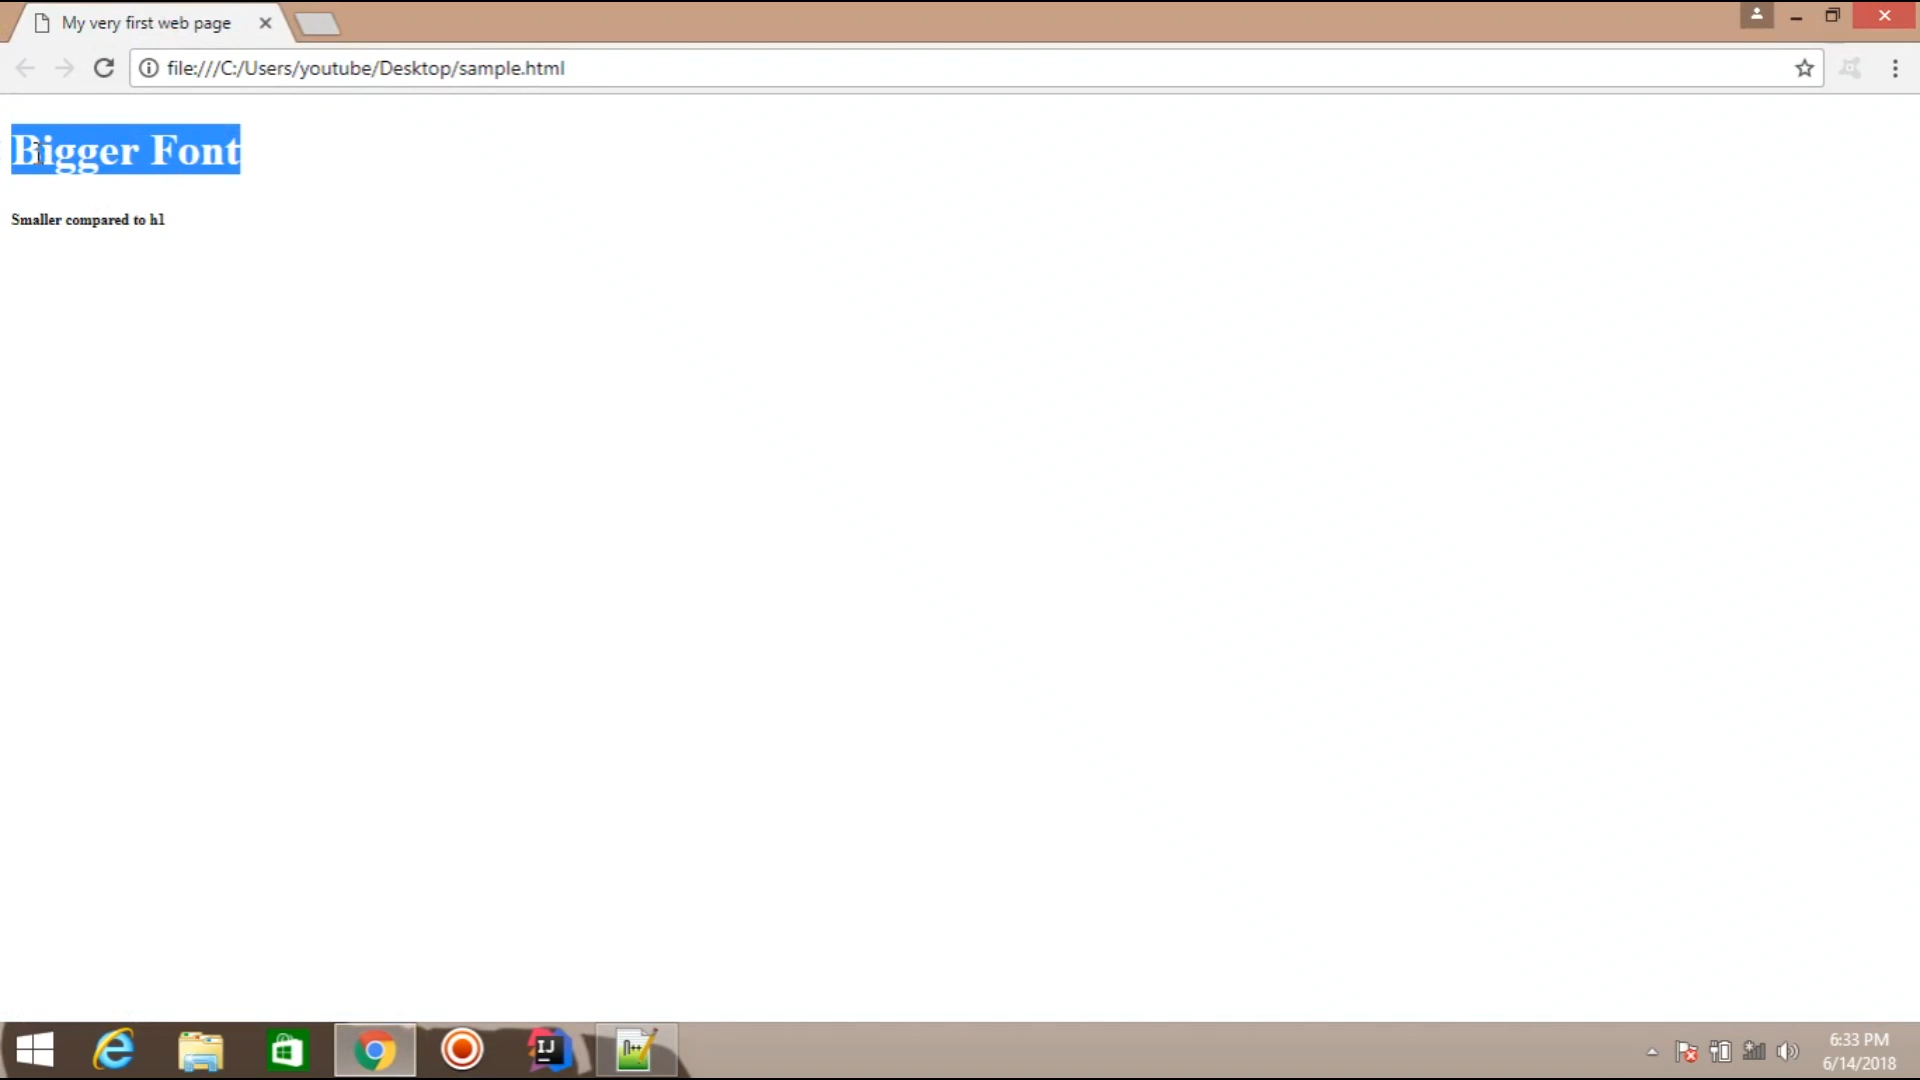 My very first web page
file:///C:/Users/youtube/Desktop/sample.html
Bigger Font
Smaller compared to h1
IJ
n++
6:33 PM
6/14/2018